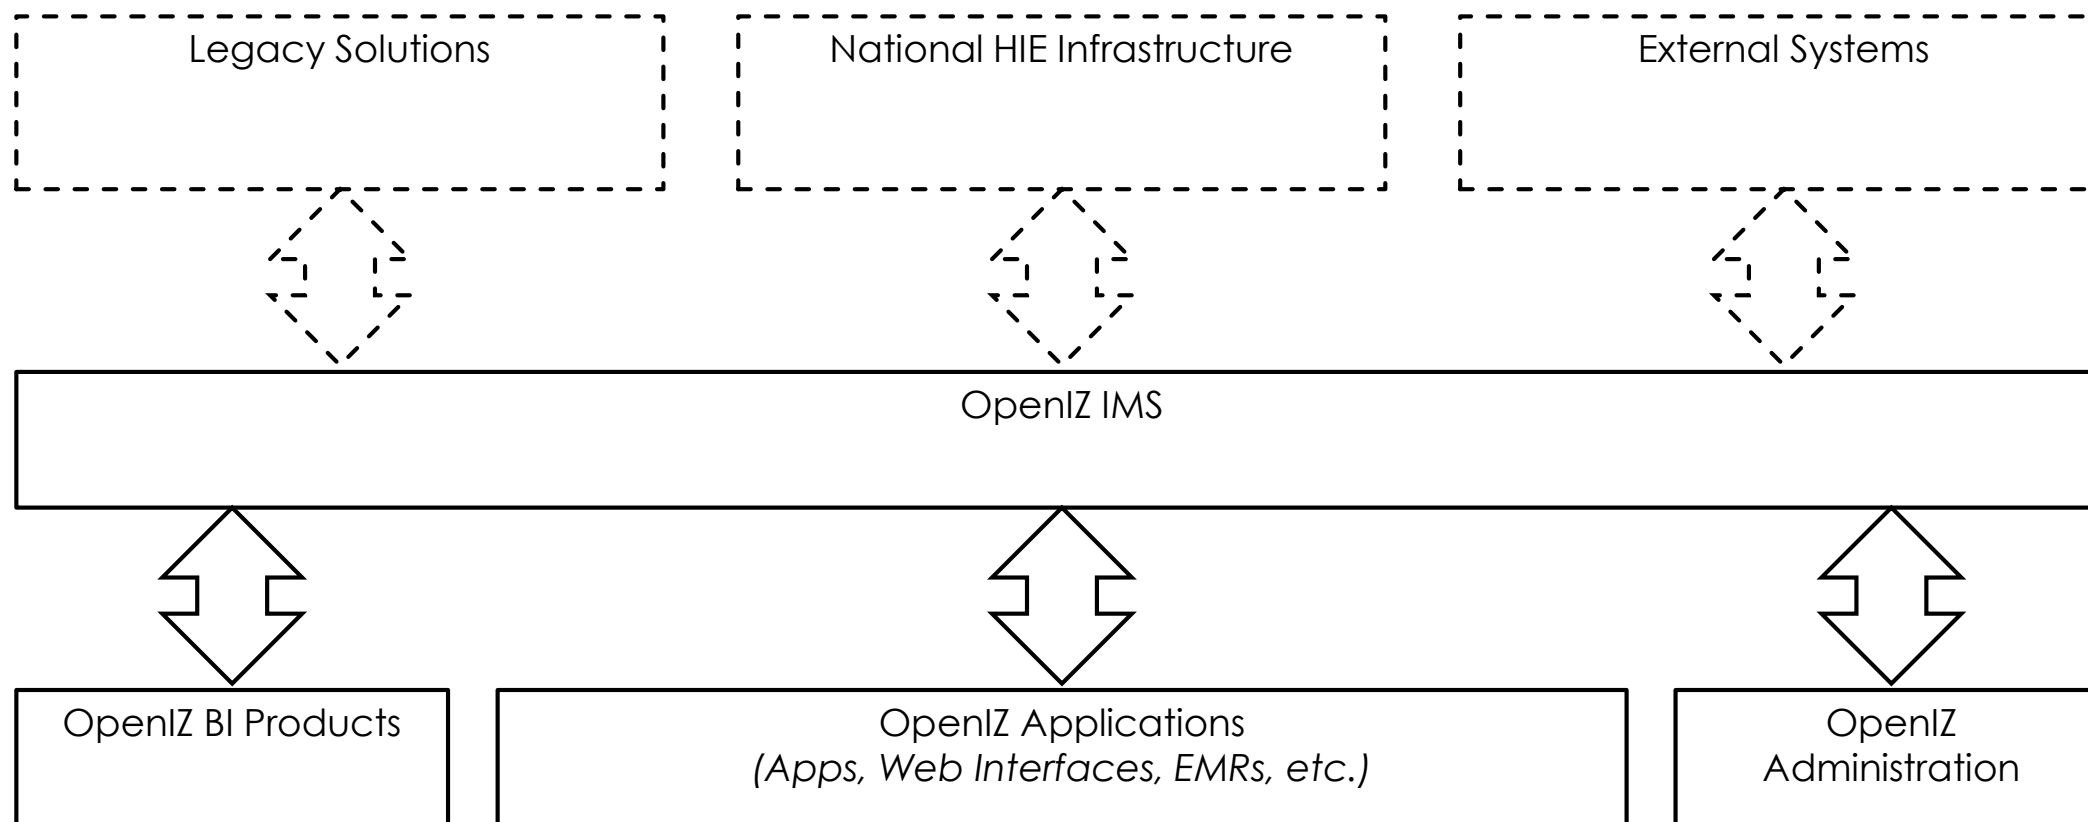 Legacy Solutions
National HIE Infrastructure
External Systems
OpenIZ IMS
OpenIZ BI Products
OpenIZ Applications
(Apps, Web Interfaces, EMRs, etc.)
OpenIZ
Administration